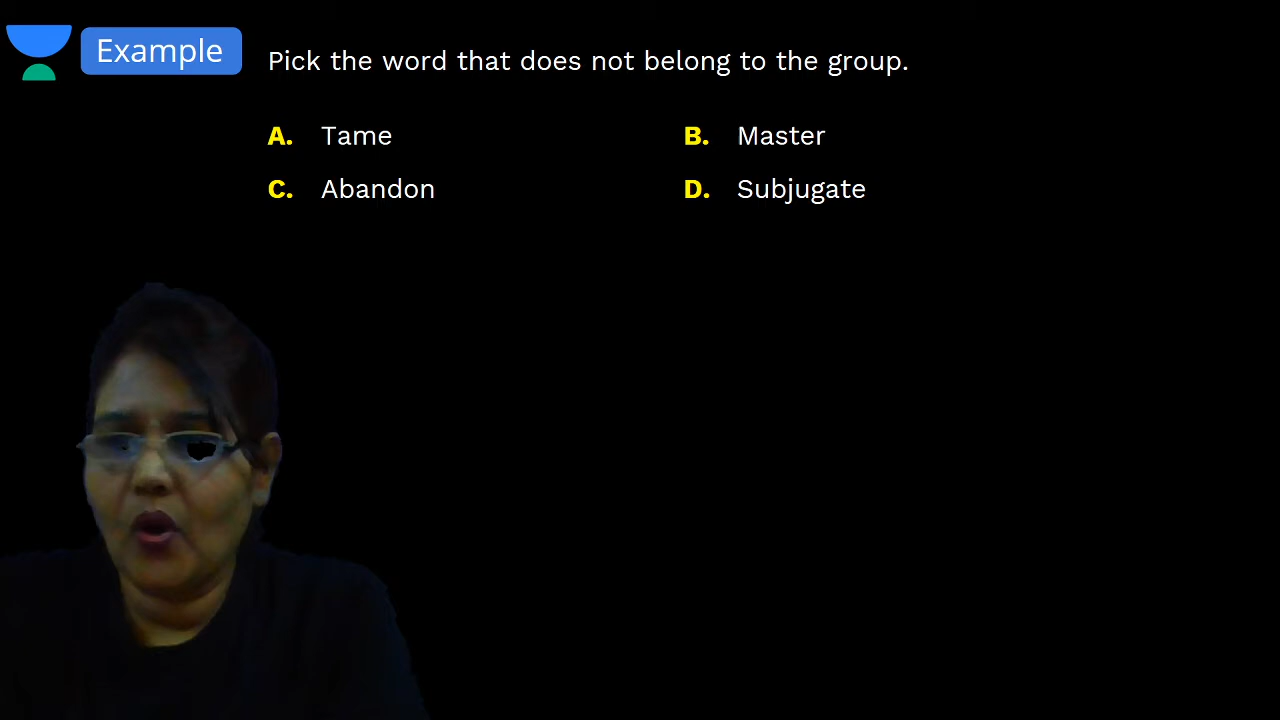 Example Pick the word that does not belong to the group.
A. Tame B. Master
C. Abandon D. Subjugate